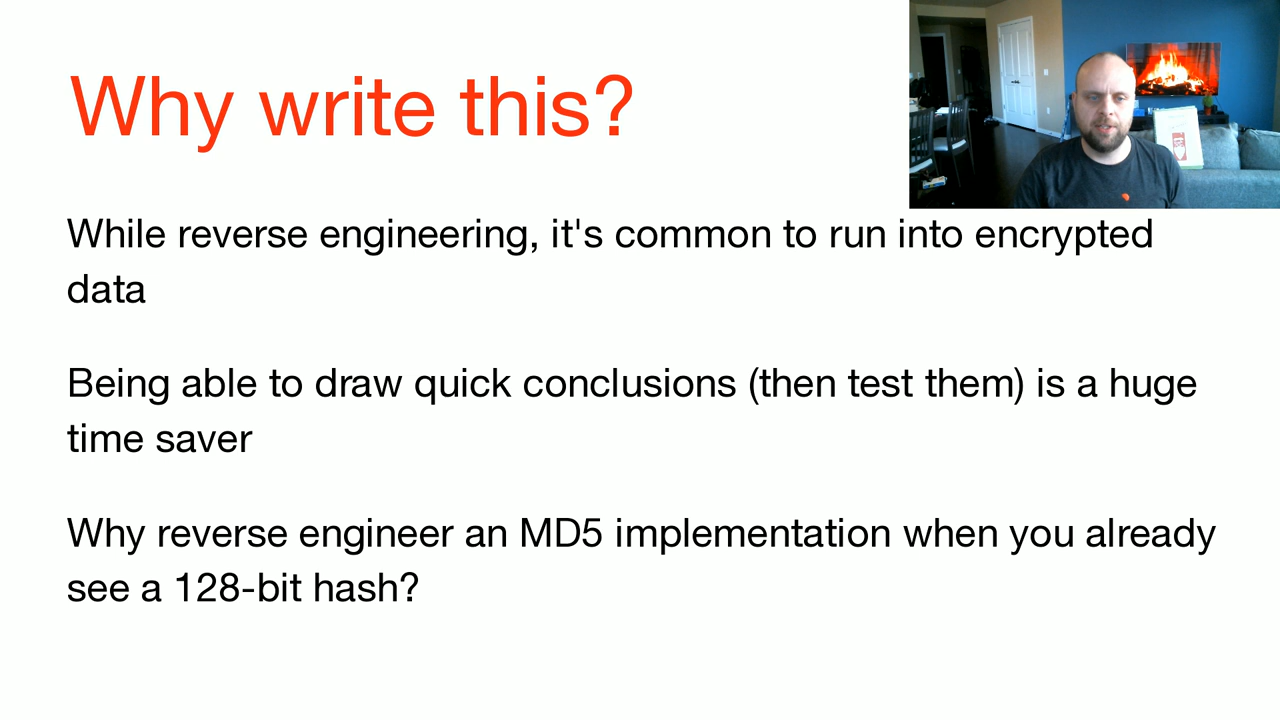 Why write this?
While reverse engineering, it's common to run into encrypted
data
Being able to draw quick conclusions (then test them) is a huge
time saver
Why reverse engineer an MD5 implementation when you already
see a 128-bit hash?